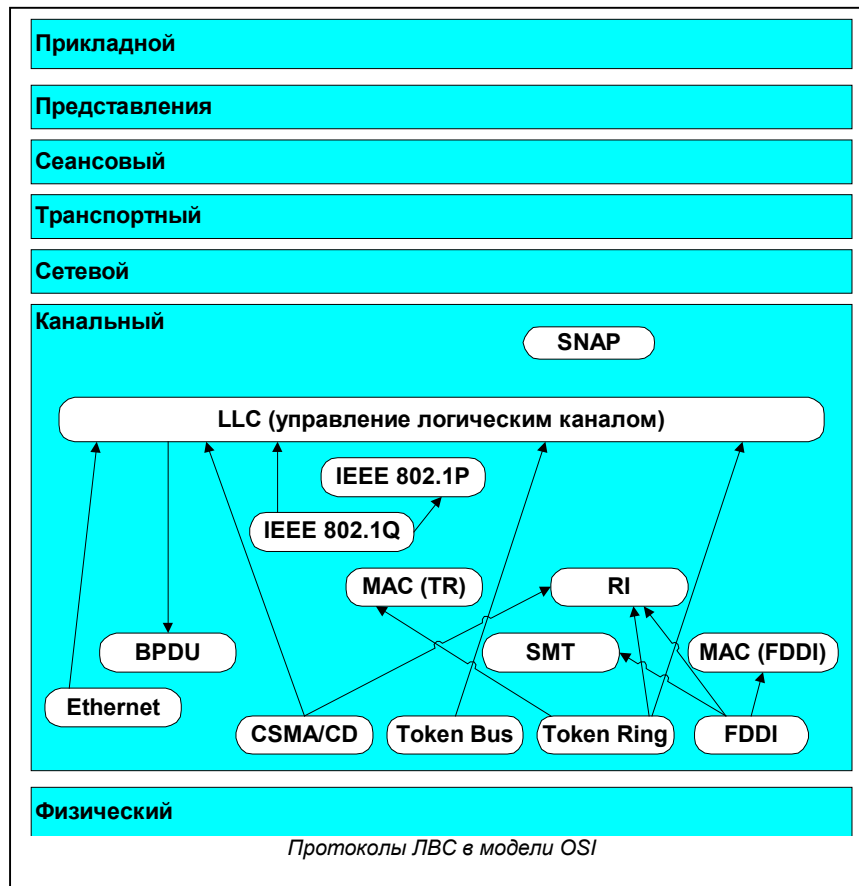 Прикладной
Представления
Сеансовый
Транспортный
Сетевой
Канальный
SNAP
LLC (управление логическим каналом)
IEEE 802.1P
IEEE 802.1Q
MAC (TR)
RI
BPDU
SMT
MAC (FDDI)
Ethernet
CSMA/CD
Token Bus
Token Ring
FDDI
Физический
Протоколы ЛВС в модели OSI